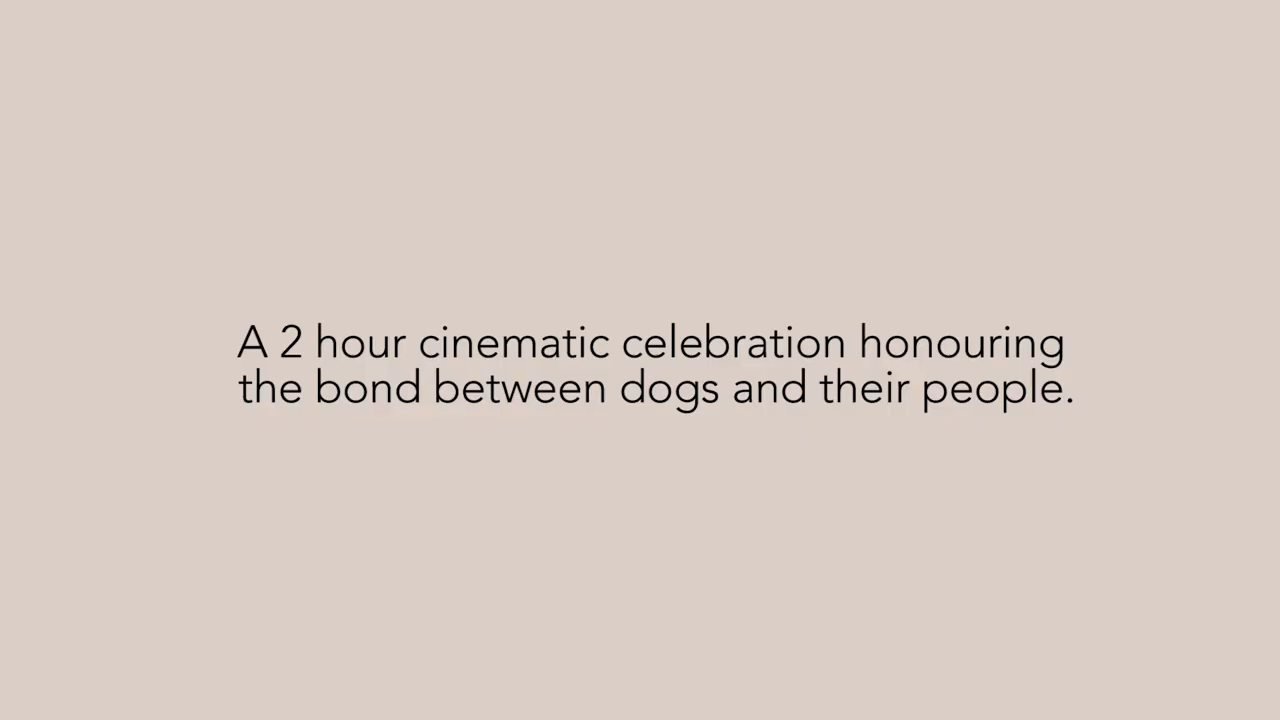 A 2 hour cinematic celebration honouring
the bond between dogs and their people.